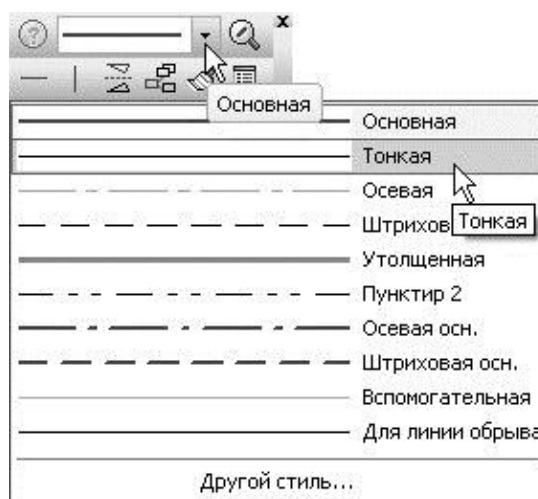 x
Основная
Основная
Тонкая
Осевая
Штрихов
Тонкая
Утолщенная
Пунктир 2
Осевая осн.
Штриховая осн.
Вспомогательная
Для линии обрыва
Другой стиль...